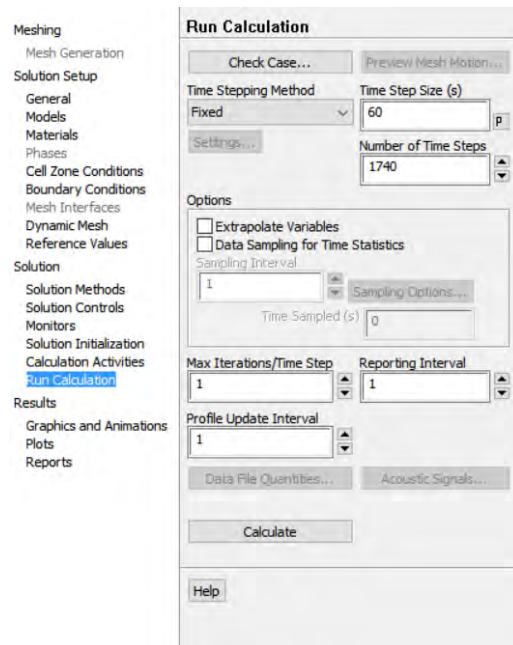 Meshing
Mesh Generation
Solution Setup
General
Models
Materials
Phases
Cell Zone Conditions
Boundary Conditions
Mesh Interfaces
Dynamic Mesh
Reference Values
Solution
Solution Methods
Solution Controls
Monitors
Solution Initialization
Calculation Activities
Run Calculation
Results
Graphics and Animations
Plots
Reports
Run Calculation
Check Case...
Preview Mesh Motion...
Time Stepping Method
Time Step Size (s)
Fixed
60
P
Settings...
Number of Time Steps
1740
Options
Extrapolate Variables
Data Sampling for Time Statistics
Sampling Interval
1
Sampling Options...
Time Sampled (s)
0
Max Iterations/Time Step
Reporting Interval
1
1
Profile Update Interval
1
Data File Quantities...
Acoustic Signals...
Calculate
Help